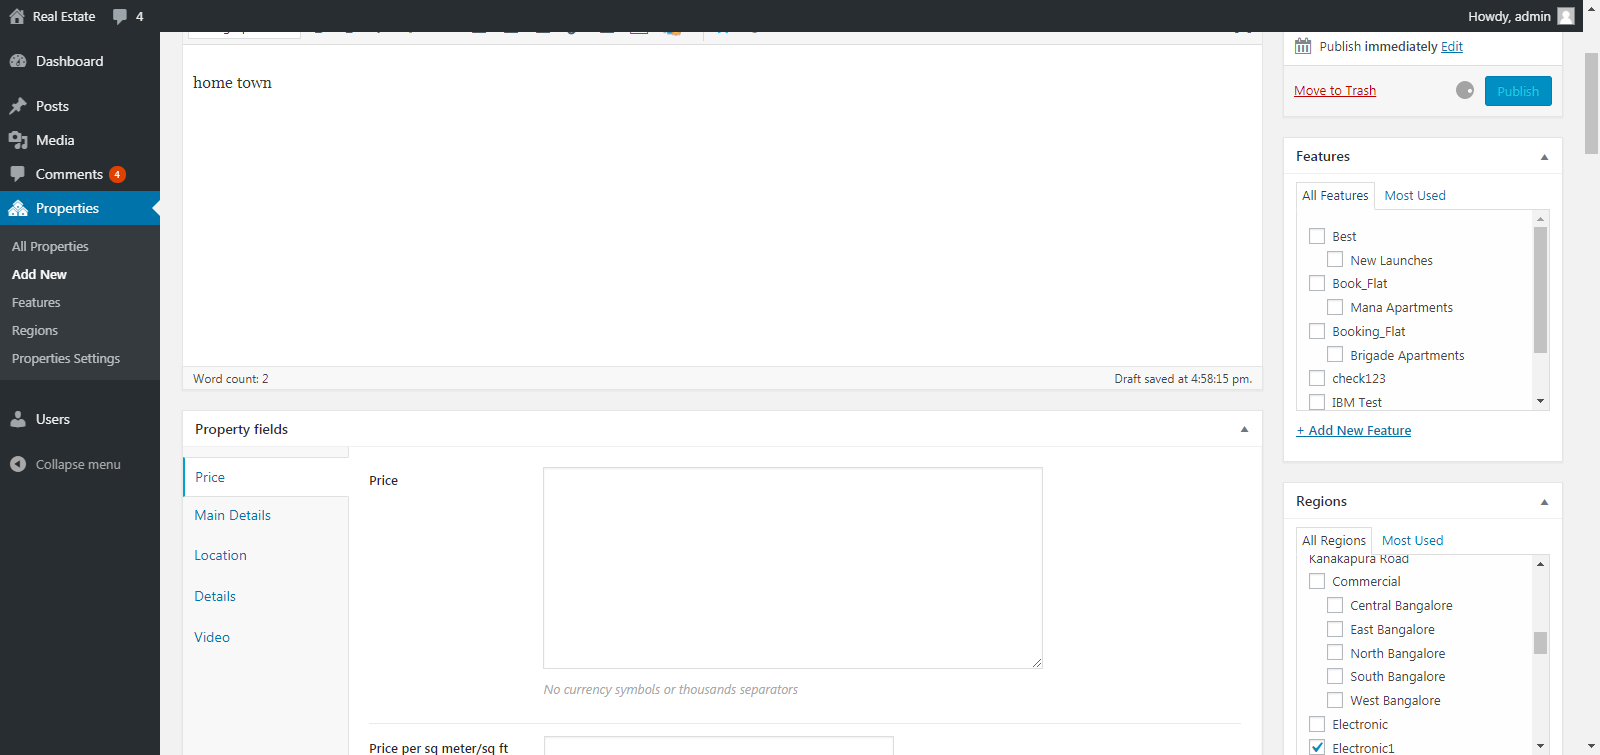 Real Estate 4
Howdy, admin
Dashboard
Posts
Media
Comments 4
Properties
All Properties
Add New
Features
Regions
Properties Settings
Users
Collapse menu
home town
Word count: 2
Draft saved at 4:58:15 pm.
Property fields
Price
Main Details
Location
Details
Video
Price
No currency symbols or thousands separators
Price per sq meter/sq ft
Publish immediately Edit
Move to Trash
Publish
Features
All Features Most Used
Best
New Launches
Book_Flat
Mana Apartments
Booking_Flat
Brigade Apartments
check123
IBM Test
+ Add New Feature
Regions
All Regions Most Used
Kanakapura Road
Commercial
Central Bangalore
East Bangalore
North Bangalore
South Bangalore
West Bangalore
Electronic
Electronic1